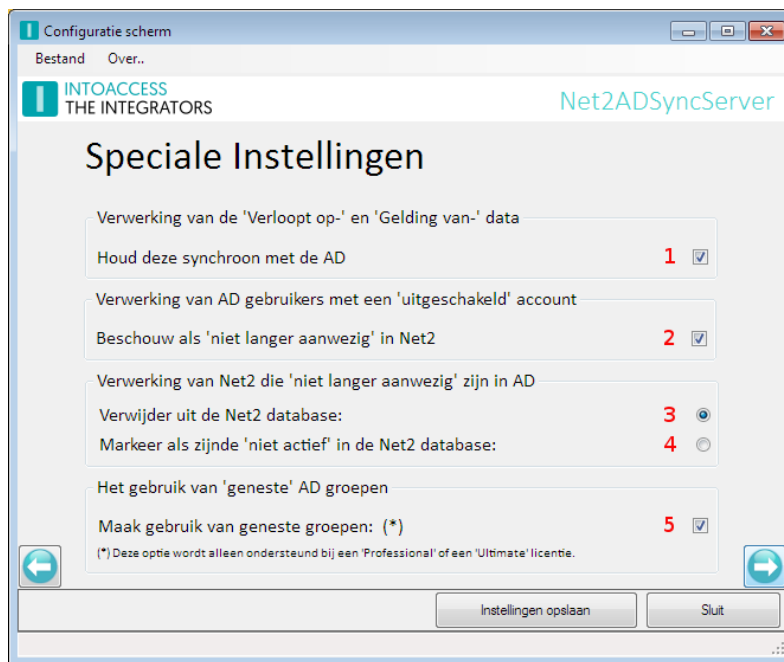 Configuratie scherm
Bestand Over..
INTOACCESS
THE INTEGRATORS
Net2ADSyncServer
Speciale Instellingen
Verwerking van de 'Verloopt op-' en 'Gelding van-' data
Houd deze synchroon met de AD 1
Verwerking van AD gebruikers met een 'uitgeschakeld' account
Beschouw als 'niet langer aanwezig' in Net2 2
Verwerking van Net2 die 'niet langer aanwezig' zijn in AD
Verwijder uit de Net2 database: 3
Markeer als zijnde 'niet actief' in de Net2 database: 4
Het gebruik van 'geneste' AD groepen
Maak gebruik van geneste groepen: (*) 5
(*) Deze optie wordt alleen ondersteund bij een 'Professional' of een 'Ultimate' licentie.
Instellingen opslaan Sluit